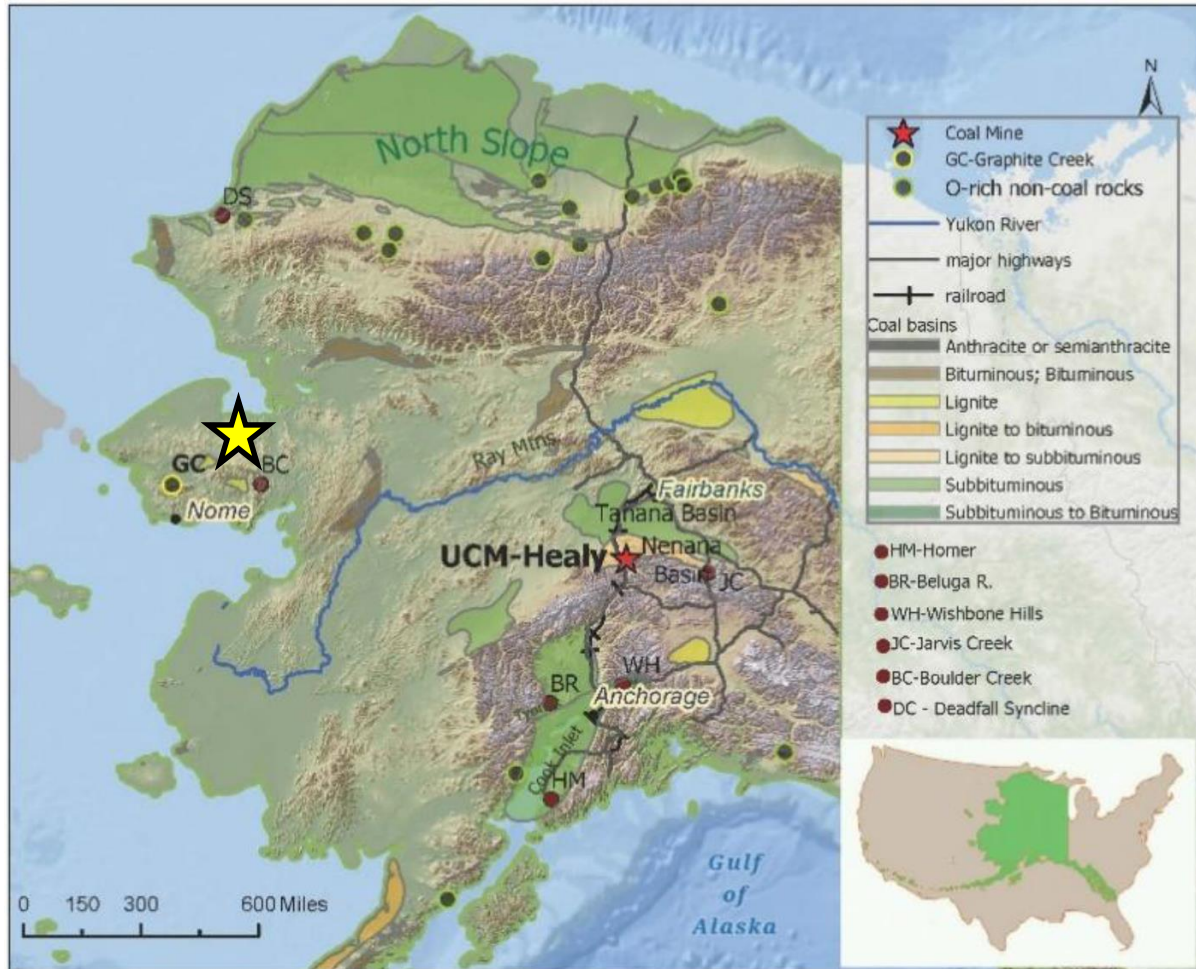 North Slope
DS
GC
BC
Nome
Ray Mtns
Fairbanks
Tanana Basin
UCM-Healy
Nenana
Basin
JC
WH
BR
Anchorage
Cook Inlet
HM
Gulf
of
Alaska
0 150 300 600 Miles
N
Coal Mine
GC-Graphite Creek
O-rich non-coal rocks
Yukon River
major highways
railroad
Coal basins
Anthracite or semianthracite
Bituminous; Bituminous
Lignite
Lignite to bituminous
Lignite to subbituminous
Subbituminous
Subbituminous to Bituminous
HM-Homer
BR-Beluga R.
WH-Wishbone Hills
JC-Jarvis Creek
BC-Boulder Creek
DC - Deadfall Syncline